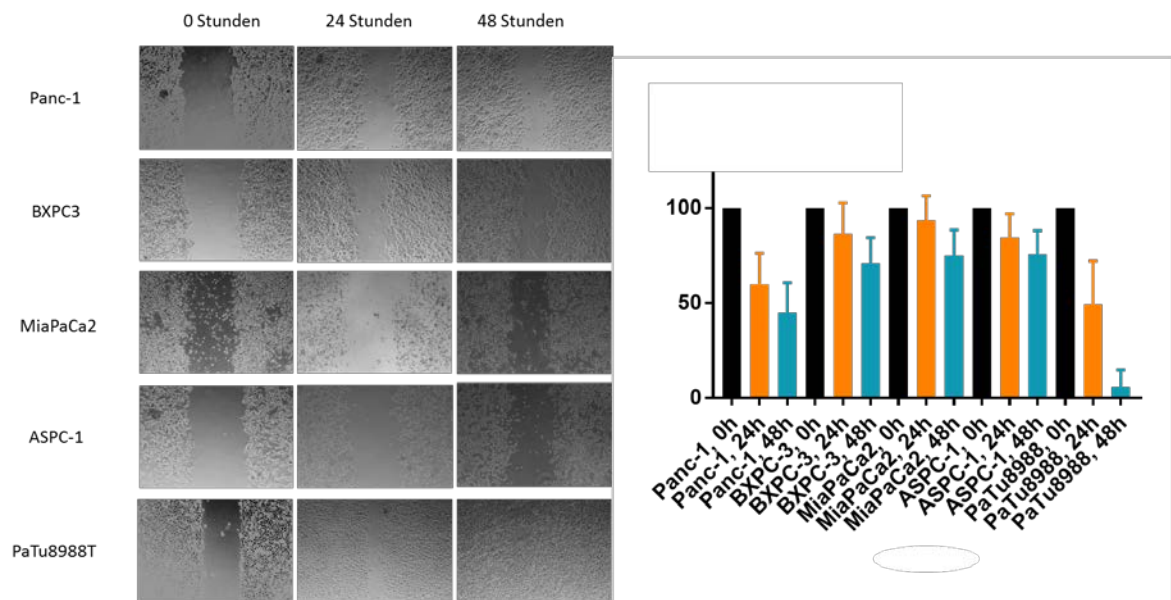 0 Stunden 24 Stunden 48 Stunden
Panc-1
BXPC3
MiaPaCa2
ASPC-1
PaTu8988T
100
50
0
Panc-1, 0h
Panc-1, 24h
Panc-1, 48h
BXPC-3, 0h
BXPC-3, 24h
BXPC-3, 48h
MiaPaCa2, 0h
MiaPaCa2, 24h
MiaPaCa2, 48h
ASPC-1, 0h
ASPC-1, 24h
ASPC-1, 48h
PaTu8988, 0h
PaTu8988, 24h
PaTu8988, 48h